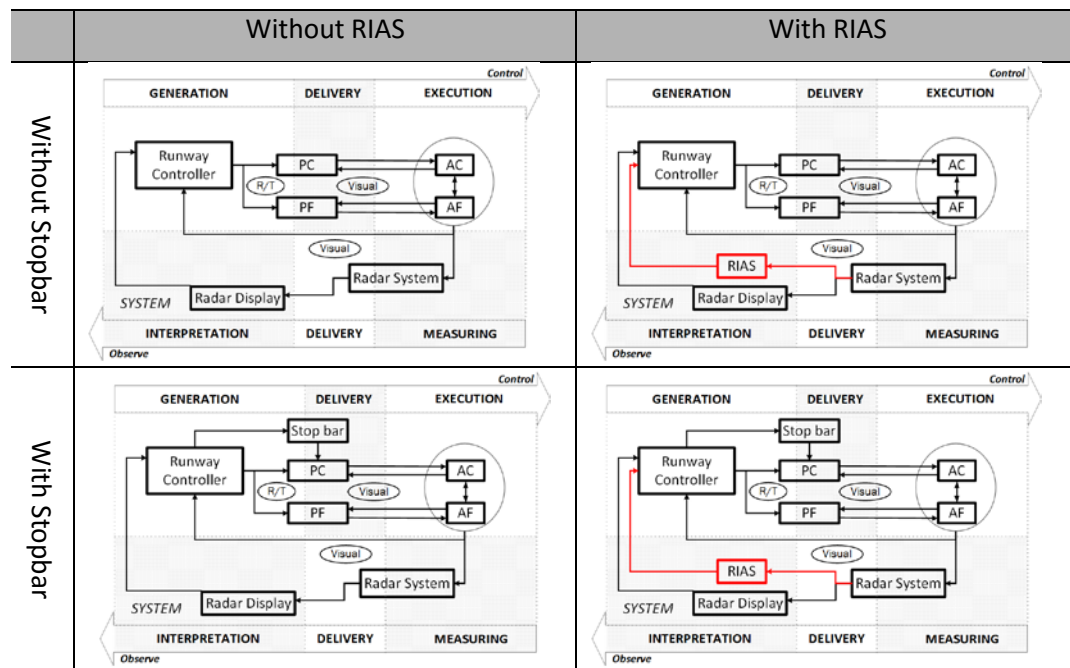 Without RIAS
With RIAS
Without Stopbar
Control
GENERATION DELIVERY EXECUTION
Runway
Controller
PC
AC
R/T
Visual
PF
AF
Visual
Radar System
SYSTEM
Radar Display
INTERPRETATION DELIVERY MEASURING
Observe
Control
GENERATION DELIVERY EXECUTION
Runway
Controller
PC
AC
R/T
Visual
PF
AF
Visual
RIAS
Radar System
SYSTEM
Radar Display
INTERPRETATION DELIVERY MEASURING
Observe
With Stopbar
Control
GENERATION DELIVERY EXECUTION
Stop bar
Runway
Controller
PC
AC
R/T
Visual
PF
AF
Visual
Radar System
SYSTEM
Radar Display
INTERPRETATION DELIVERY MEASURING
Observe
Control
GENERATION DELIVERY EXECUTION
Stop bar
Runway
Controller
PC
AC
R/T
Visual
PF
AF
Visual
RIAS
Radar System
SYSTEM
Radar Display
INTERPRETATION DELIVERY MEASURING
Observe